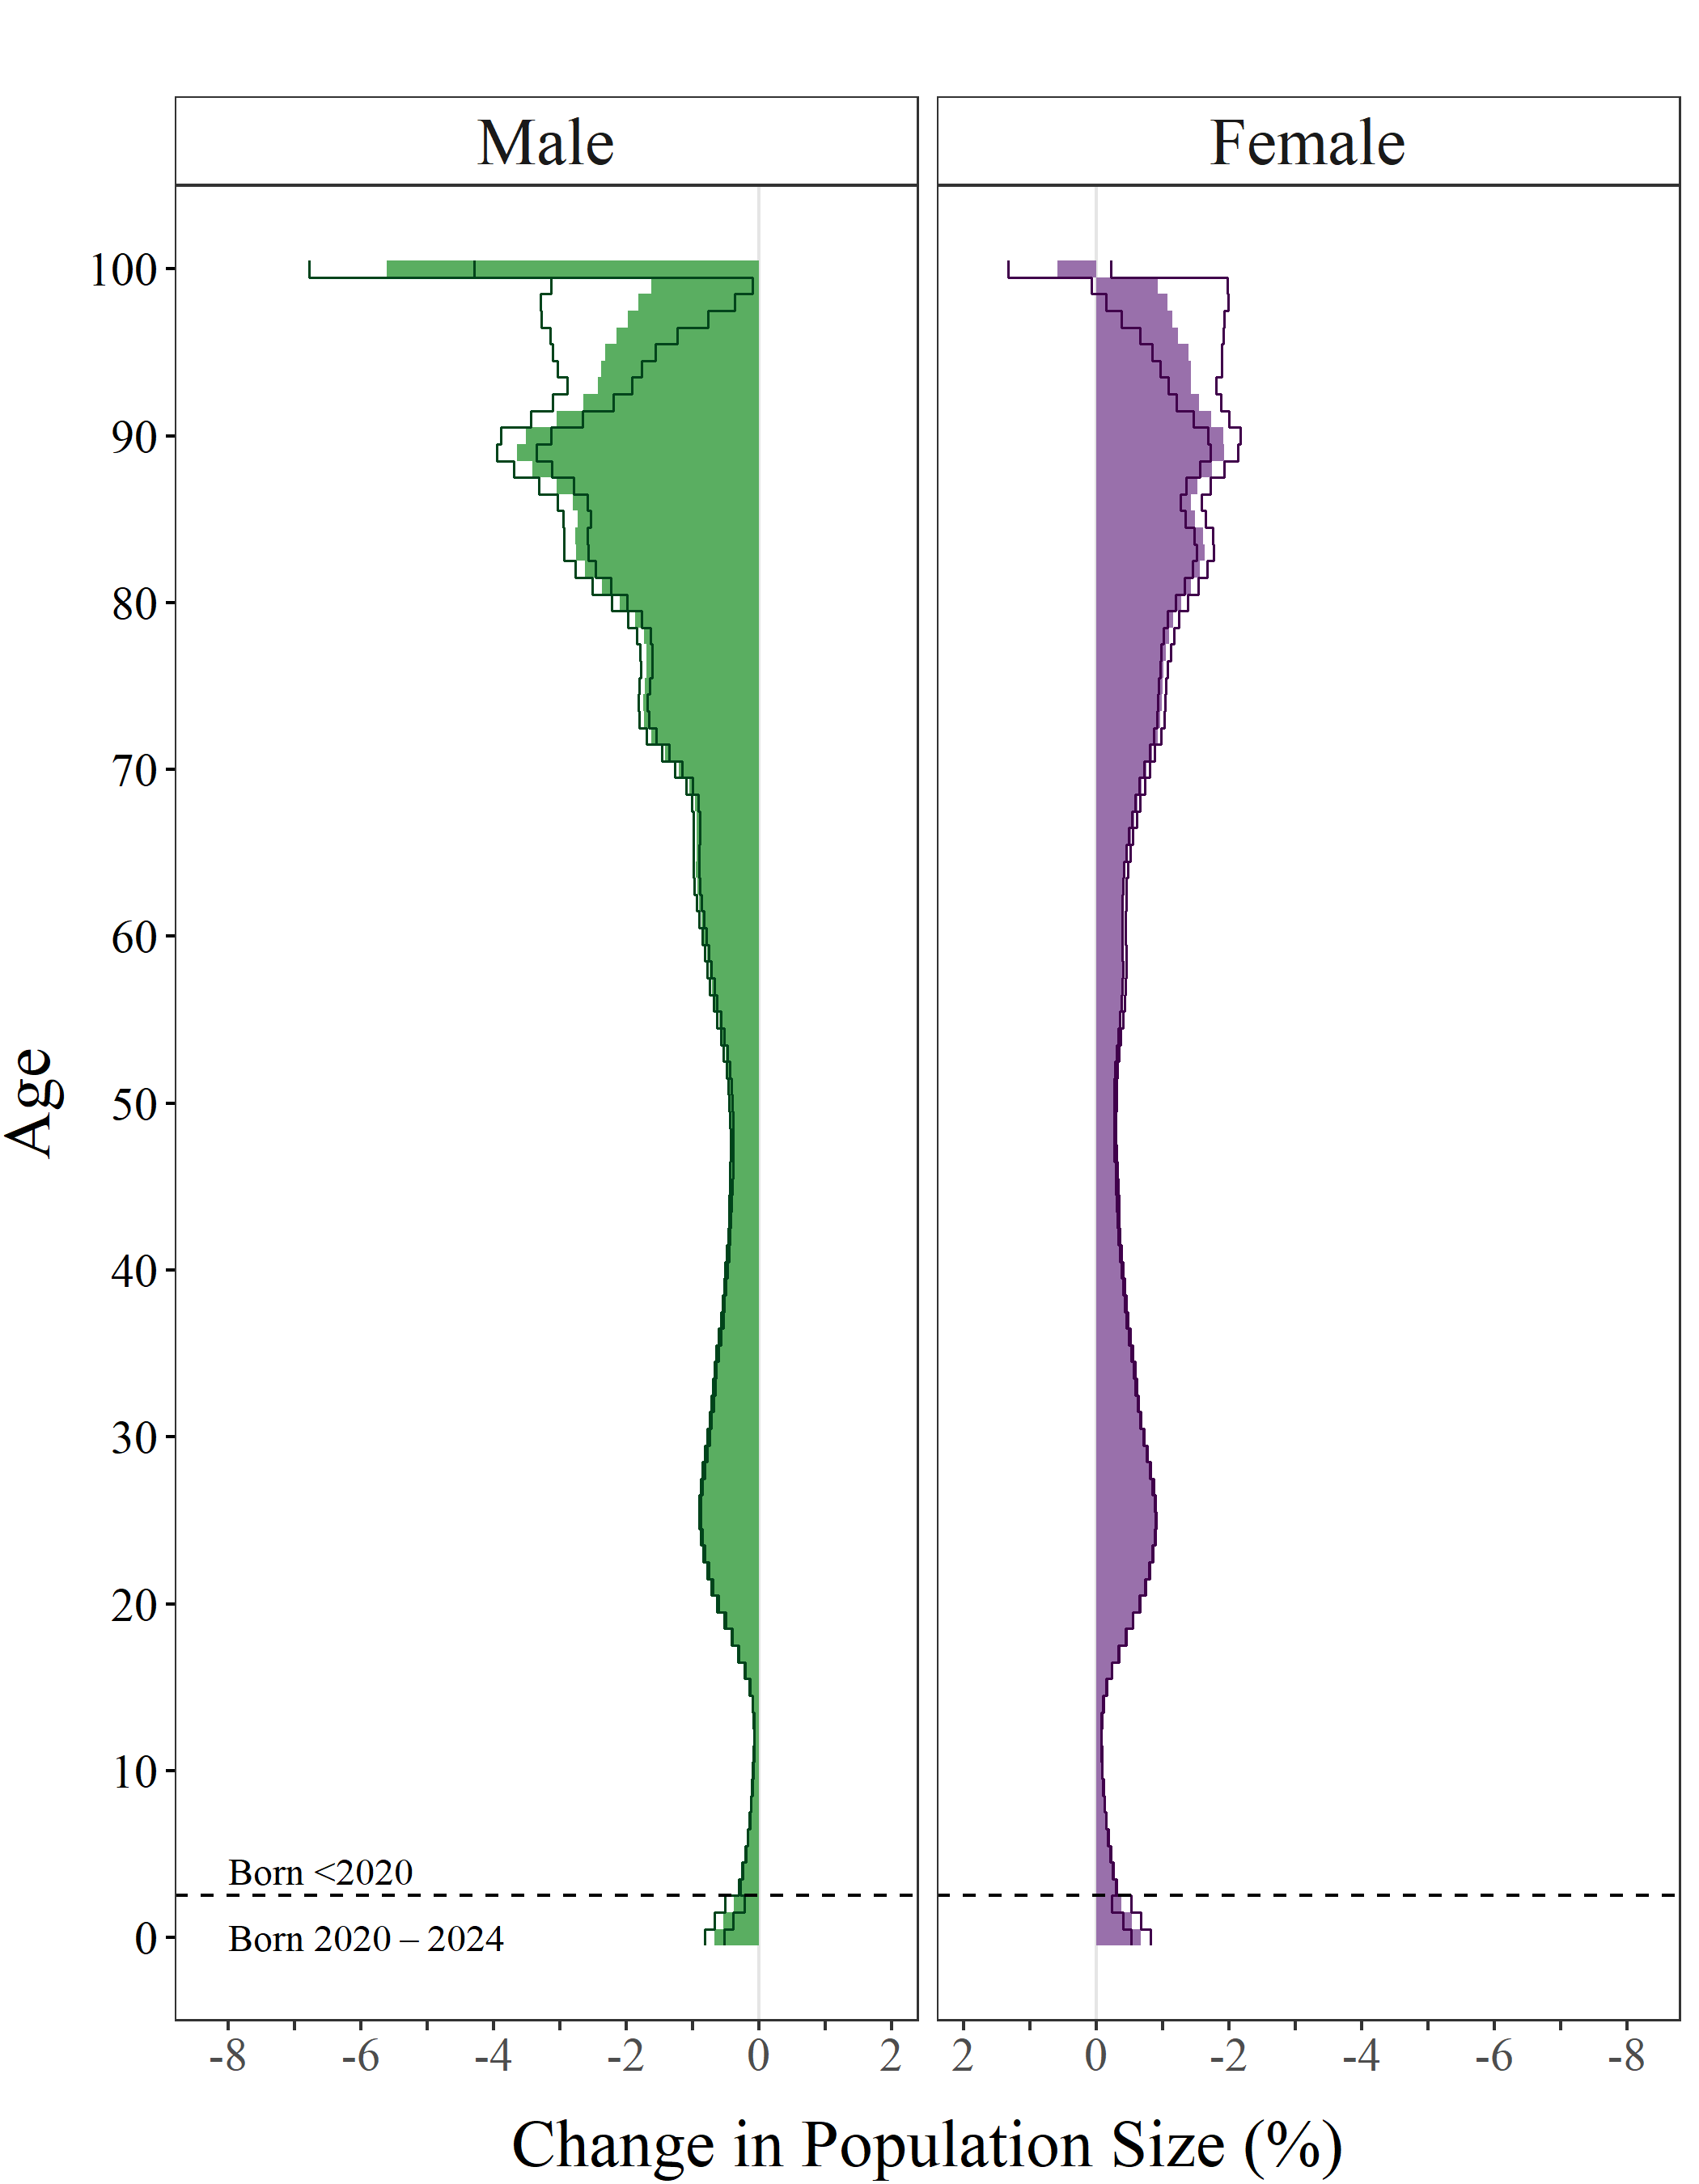 Male
Female
100
90
80
70
60
50
40
30
20
10
0
Age
Born <2020
Born 2020 – 2024
-8 -6 -4 -2 0 2
2 0 -2 -4 -6 -8
Change in Population Size (%)